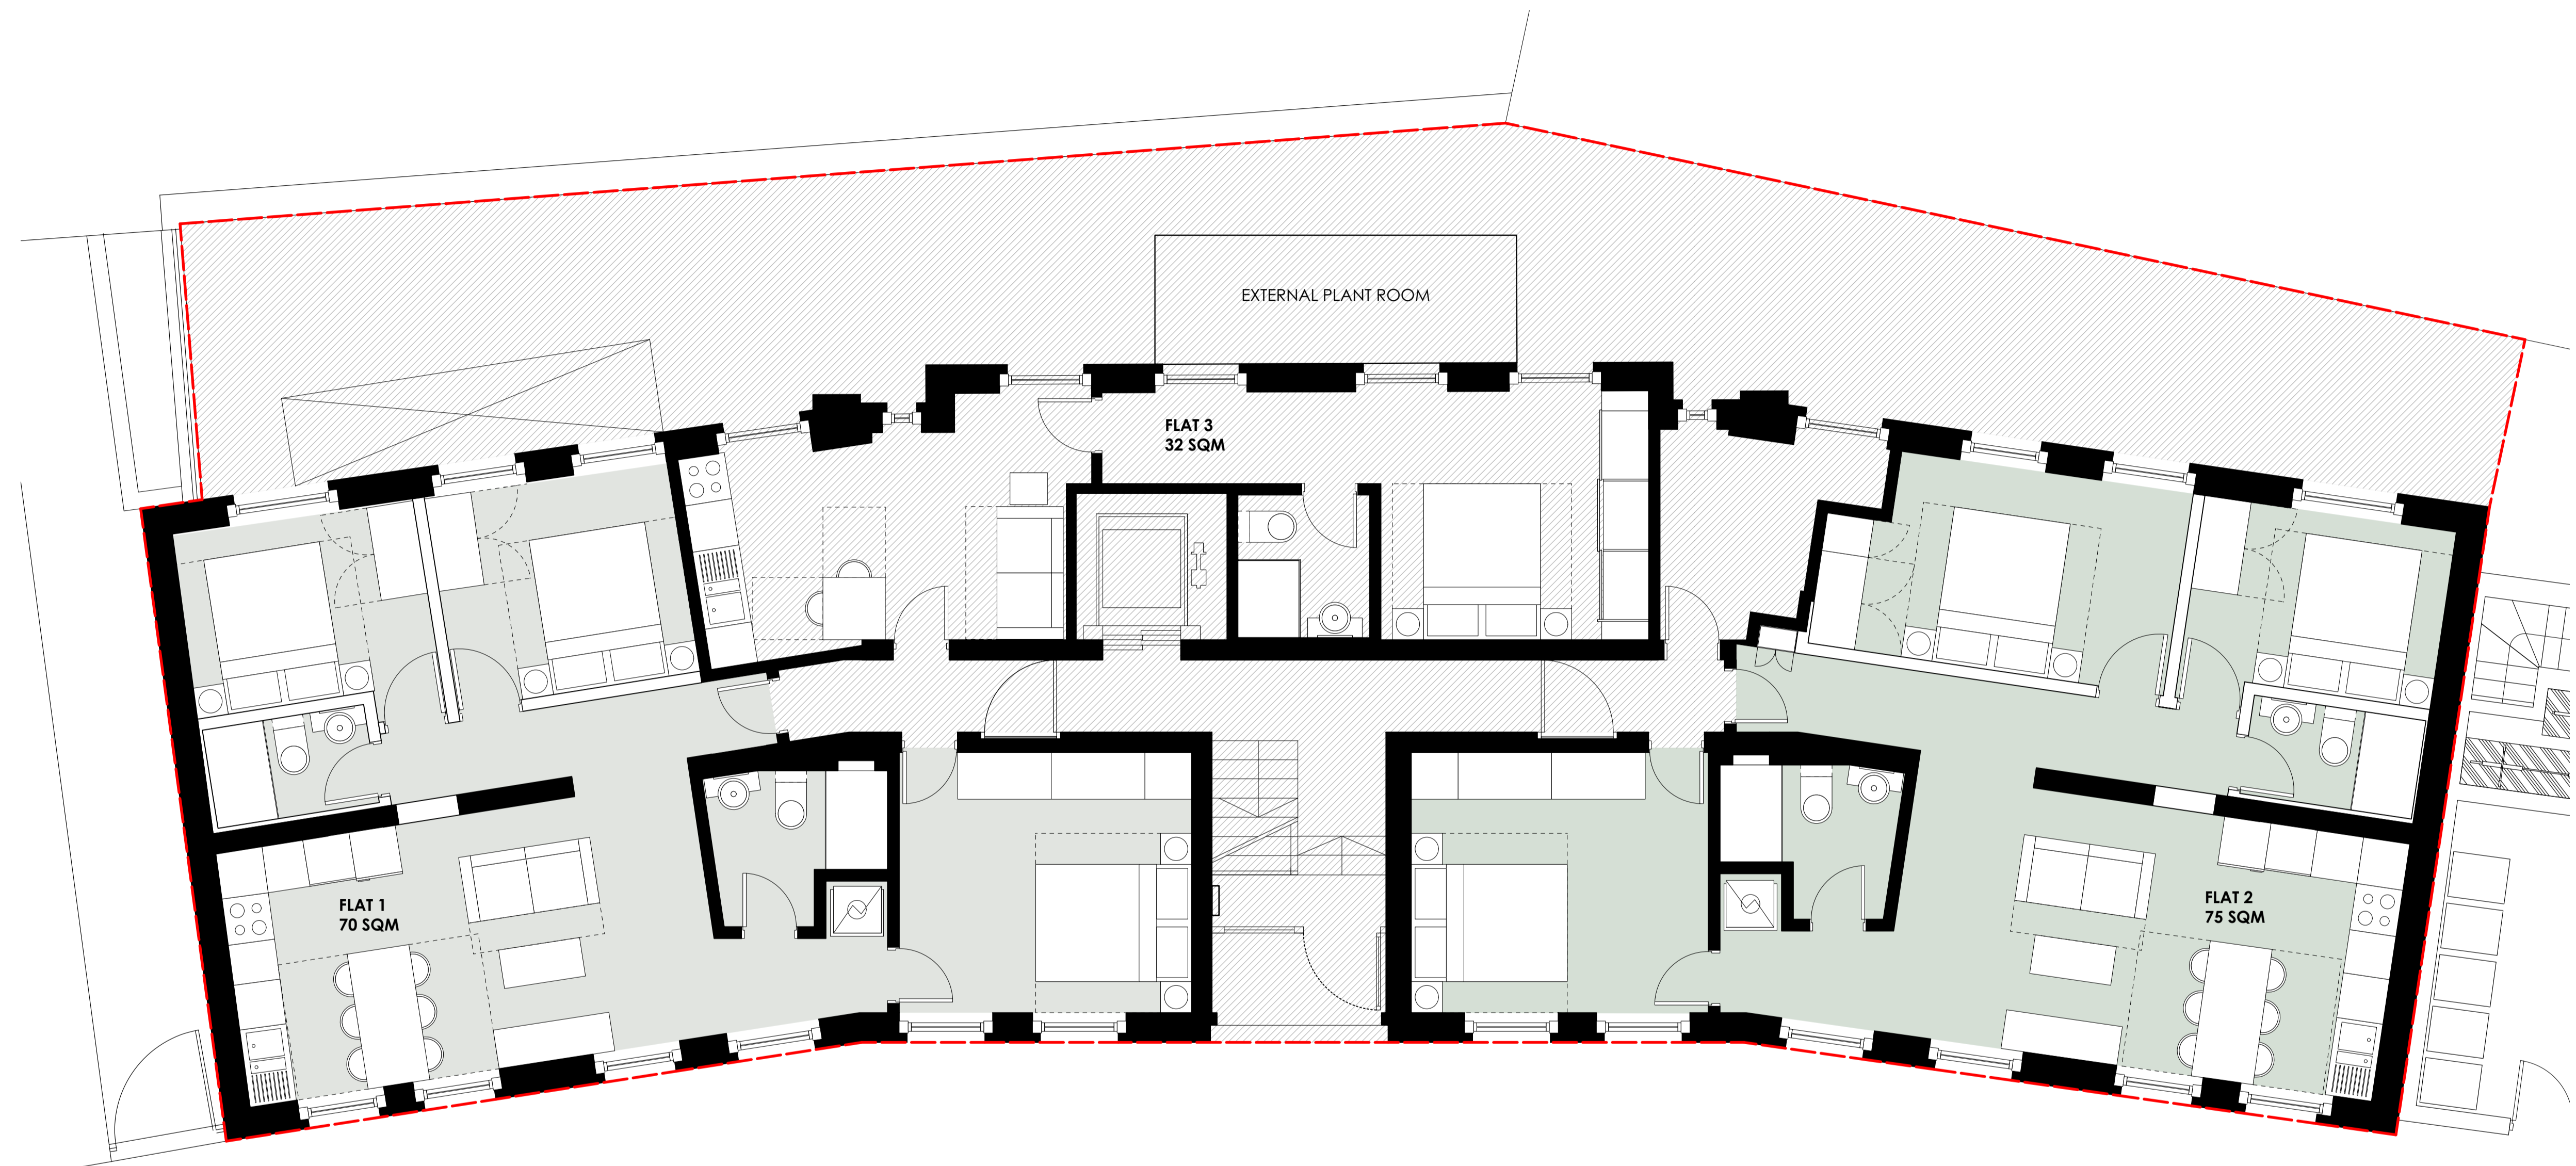 EXTERNAL PLANT ROOM
FLAT 3
32 SQM
FLAT 1
70 SQM
FLAT 2
75 SQM